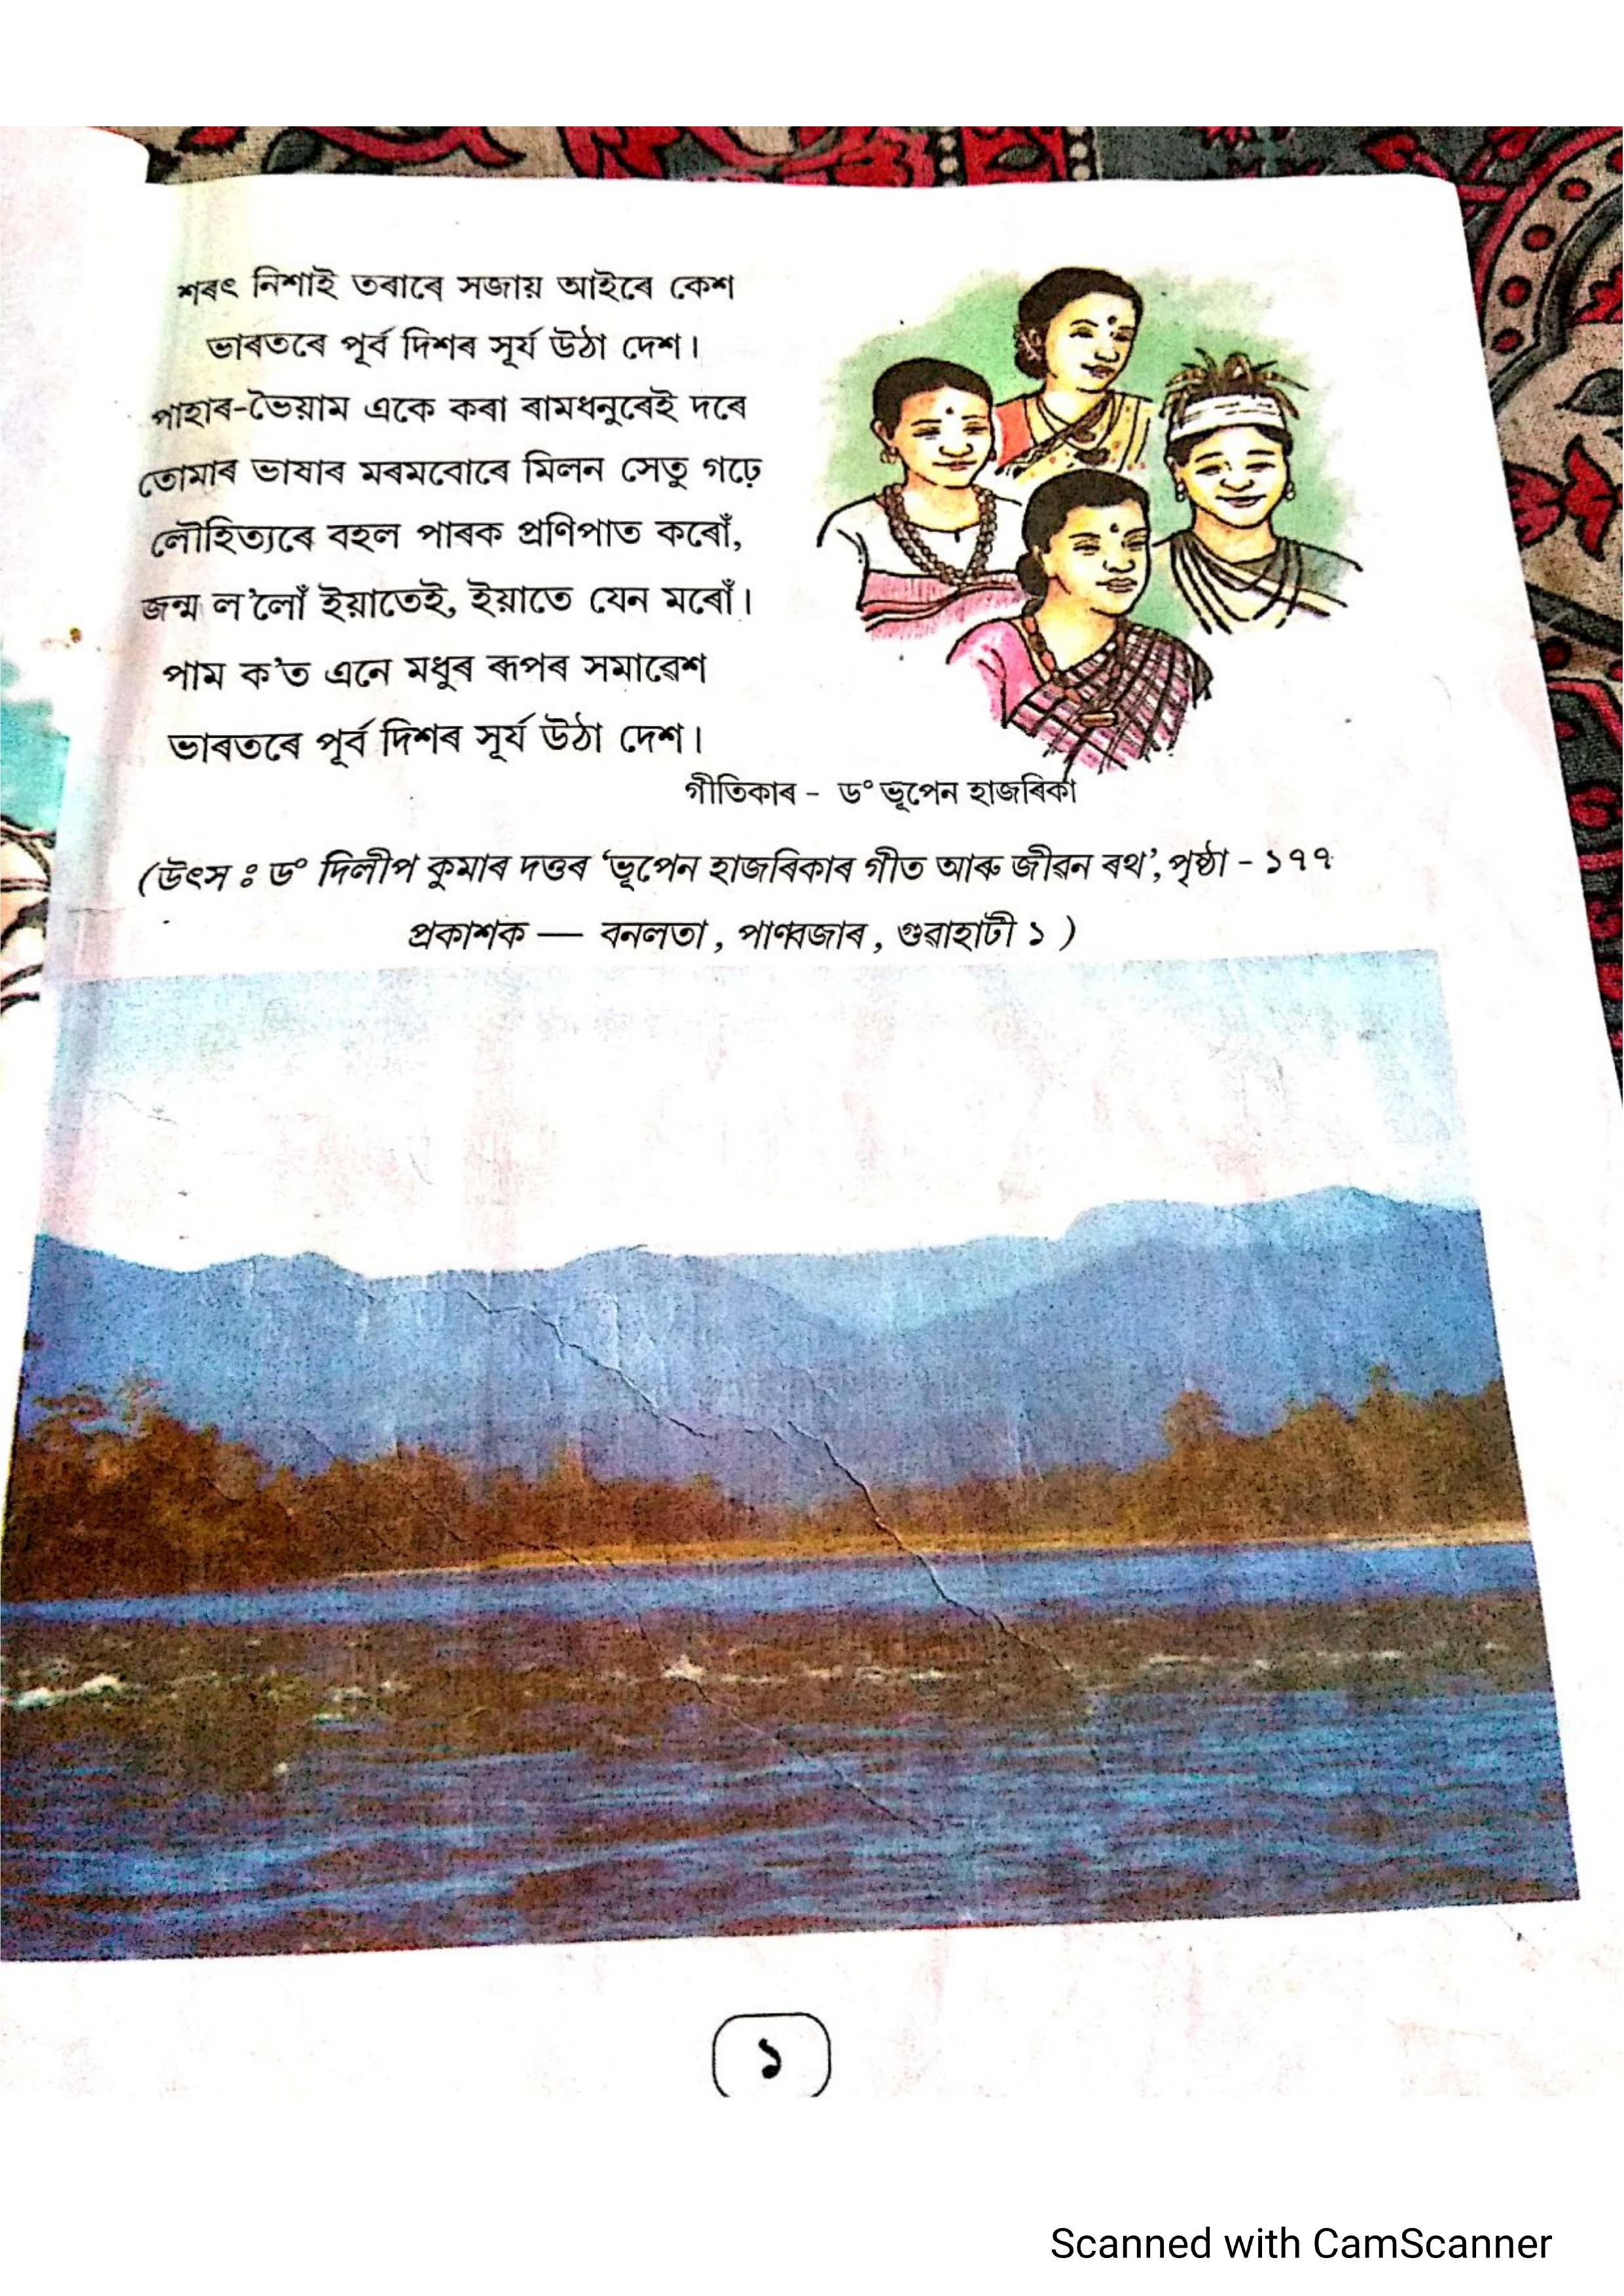 শৰৎ নিশাই তৰাৰে সজায় আইৰে কেশ
ভাৰতৰে পূৰ্ব দিশৰ সূৰ্য উঠা দেশ।
পাহাৰ-ভৈয়াম একে কৰা ৰামধনুৰেই দৰে
তোমাৰ ভাষাৰ মৰমবোৰে মিলন সেতু গঢ়ে
লৌহিত্যৰে বহল পাৰক প্ৰণিপাত কৰোঁ,
জন্ম ল'লোঁ ইয়াতেই, ইয়াতে যেন মৰোঁ।
পাম ক'ত এনে মধুৰ ৰূপৰ সমাৱেশ
ভাৰতৰে পূৰ্ব দিশৰ সূৰ্য উঠা দেশ।
গীতিকাৰ - ড° ভূপেন হাজৰিকা
(উৎস ঃ ড° দিলীপ কুমাৰ দত্তৰ ‘ভূপেন হাজৰিকাৰ গীত আৰু জীৱন ৰথ’, পৃষ্ঠা - ১৭৭
প্ৰকাশক — বনলতা, পাণবজাৰ, গুৱাহাটী ১ )
১
Scanned with CamScanner